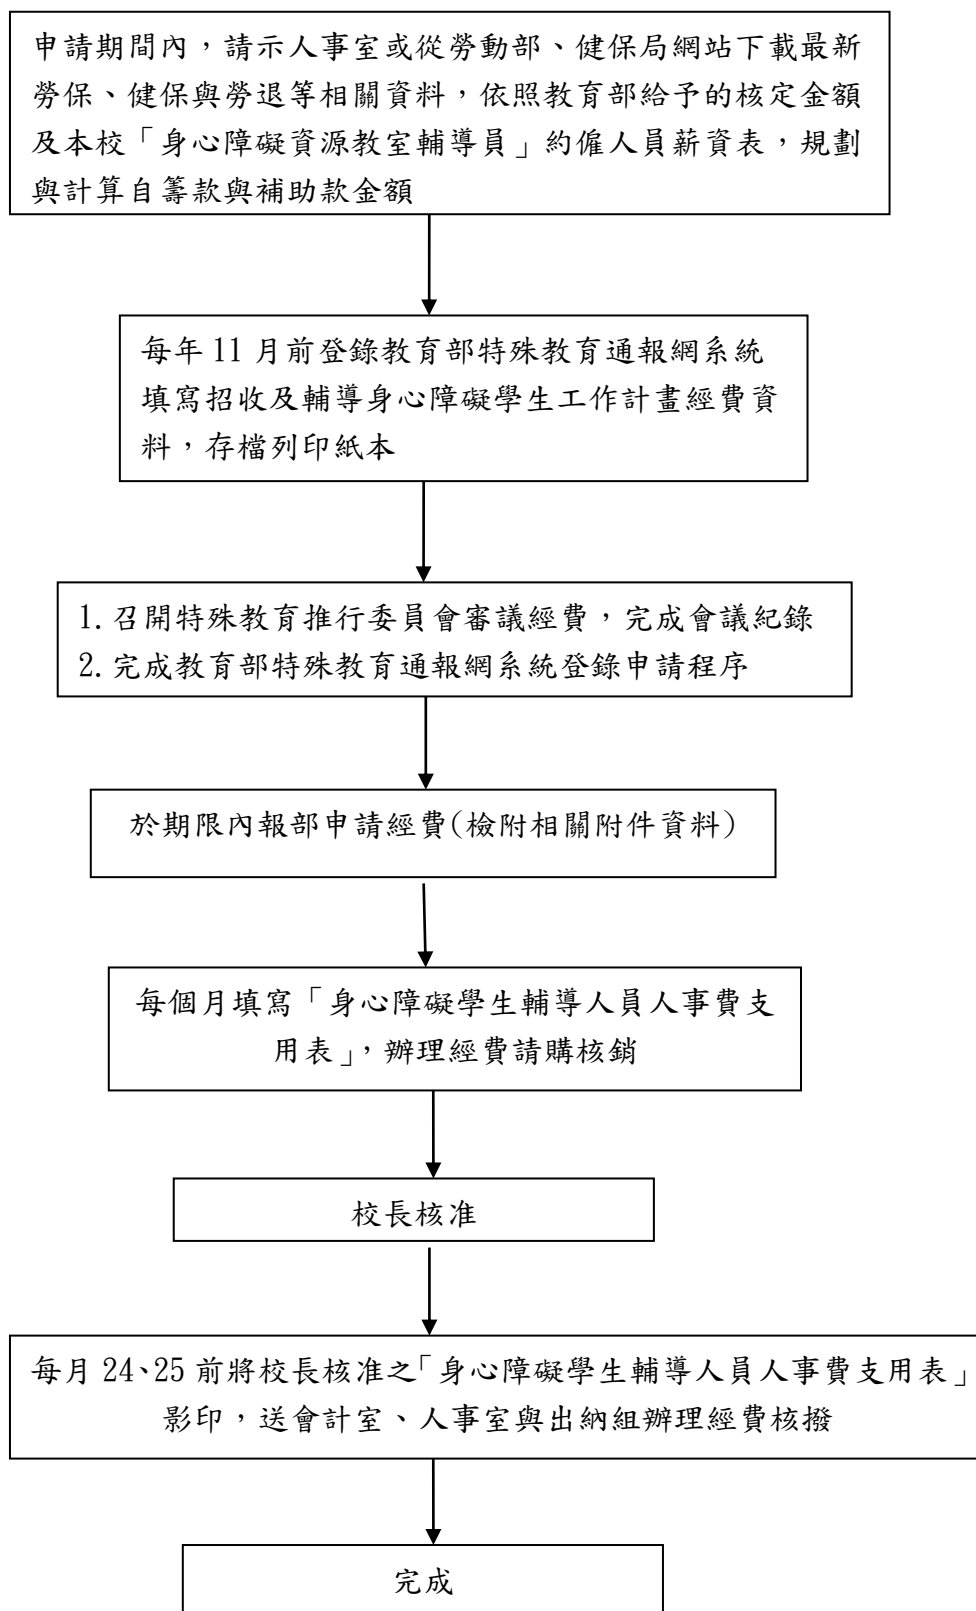 申請期間內，請示人事室或從勞動部、健保局網站下載最新
勞保、健保與勞退等相關資料，依照教育部給予的核定金額
及本校「身心障礙資源教室輔導員」約僱人員薪資表，規劃
與計算自籌款與補助款金額
每年 11 月前登錄教育部特殊教育通報網系統
填寫招收及輔導身心障礙學生工作計畫經費資
料，存檔列印紙本
1. 召開特殊教育推行委員會審議經費，完成會議紀錄
2. 完成教育部特殊教育通報網系統登錄申請程序
於期限內報部申請經費(檢附相關附件資料)
每個月填寫「身心障礙學生輔導人員人事費支
用表」，辦理經費請購核銷
校長核准
每月 24、25 前將校長核准之「身心障礙學生輔導人員人事費支用表」
影印，送會計室、人事室與出納組辦理經費核撥
完成